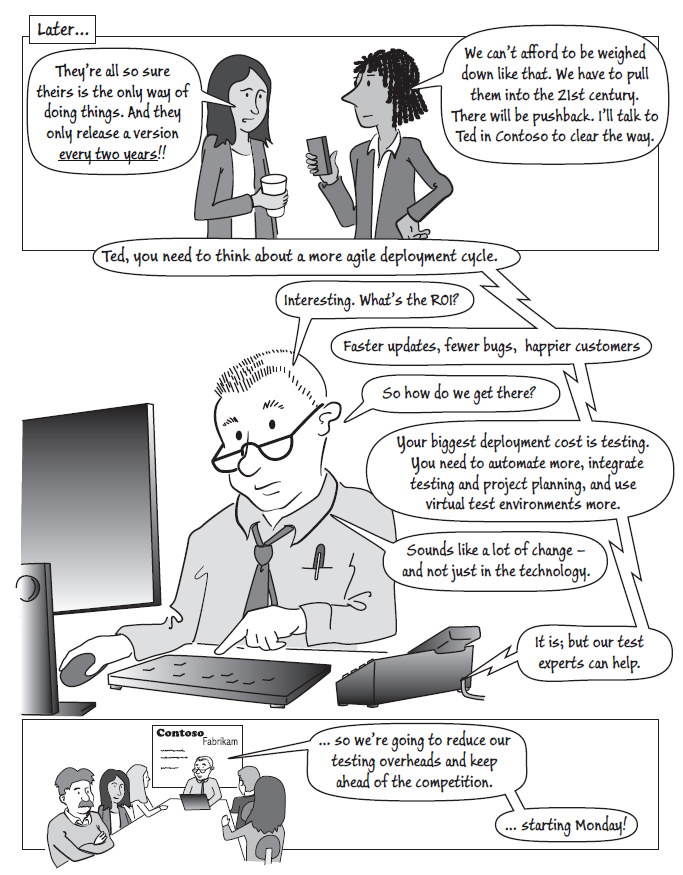 Later...
They're all so sure
theirs is the only way of
doing things. And they
only release a version
every two years!!
We can't afford to be weighed
down like that. We have to pull
them into the 21st century.
There will be pushback. I'll talk to
Ted in Contoso to clear the way.
Ted, you need to think about a more agile deployment cycle.
Interesting. What's the ROI?
Faster updates, fewer bugs, happier customers
So how do we get there?
Your biggest deployment cost is testing.
You need to automate more, integrate
testing and project planning, and use
virtual test environments more.
Sounds like a lot of change –
and not just in the technology.
It is; but our test
experts can help.
Contoso
Fabrikam
... so we're going to reduce our
testing overheads and keep
ahead of the competition.
... starting Monday!